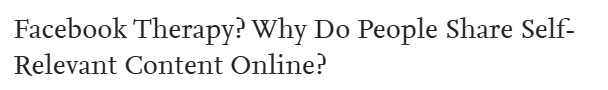 Facebook Therapy? Why Do People Share Self-
Relevant Content Online?